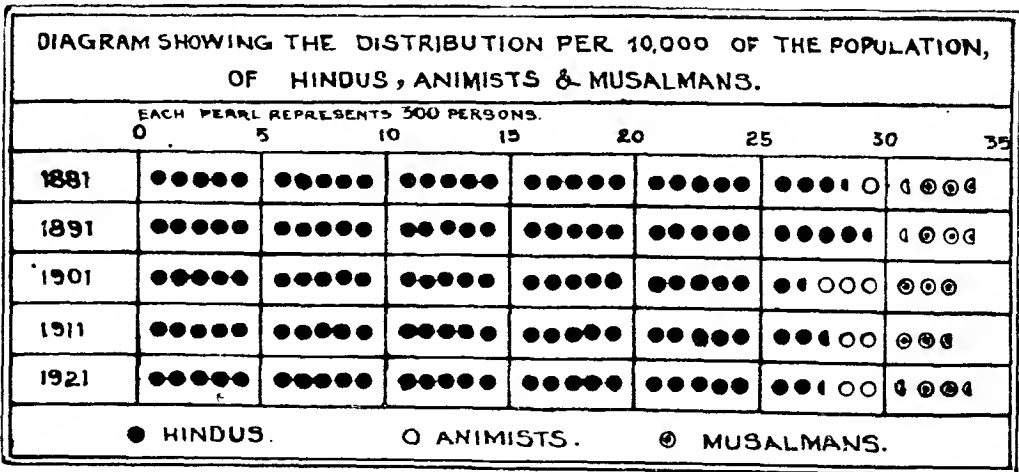 DIAGRAM SHOWING THE DISTRIBUTION PER 10,000 OF THE POPULATION,
OF HINDUS, ANIMISTS & MUSALMANS.
EACH PEARL REPRESENTS 300 PERSONS.
0 5 10 15 20 25 30 35
1881
1891
1901
1911
1921
HINDUS. ANIMISTS. MUSALMANS.